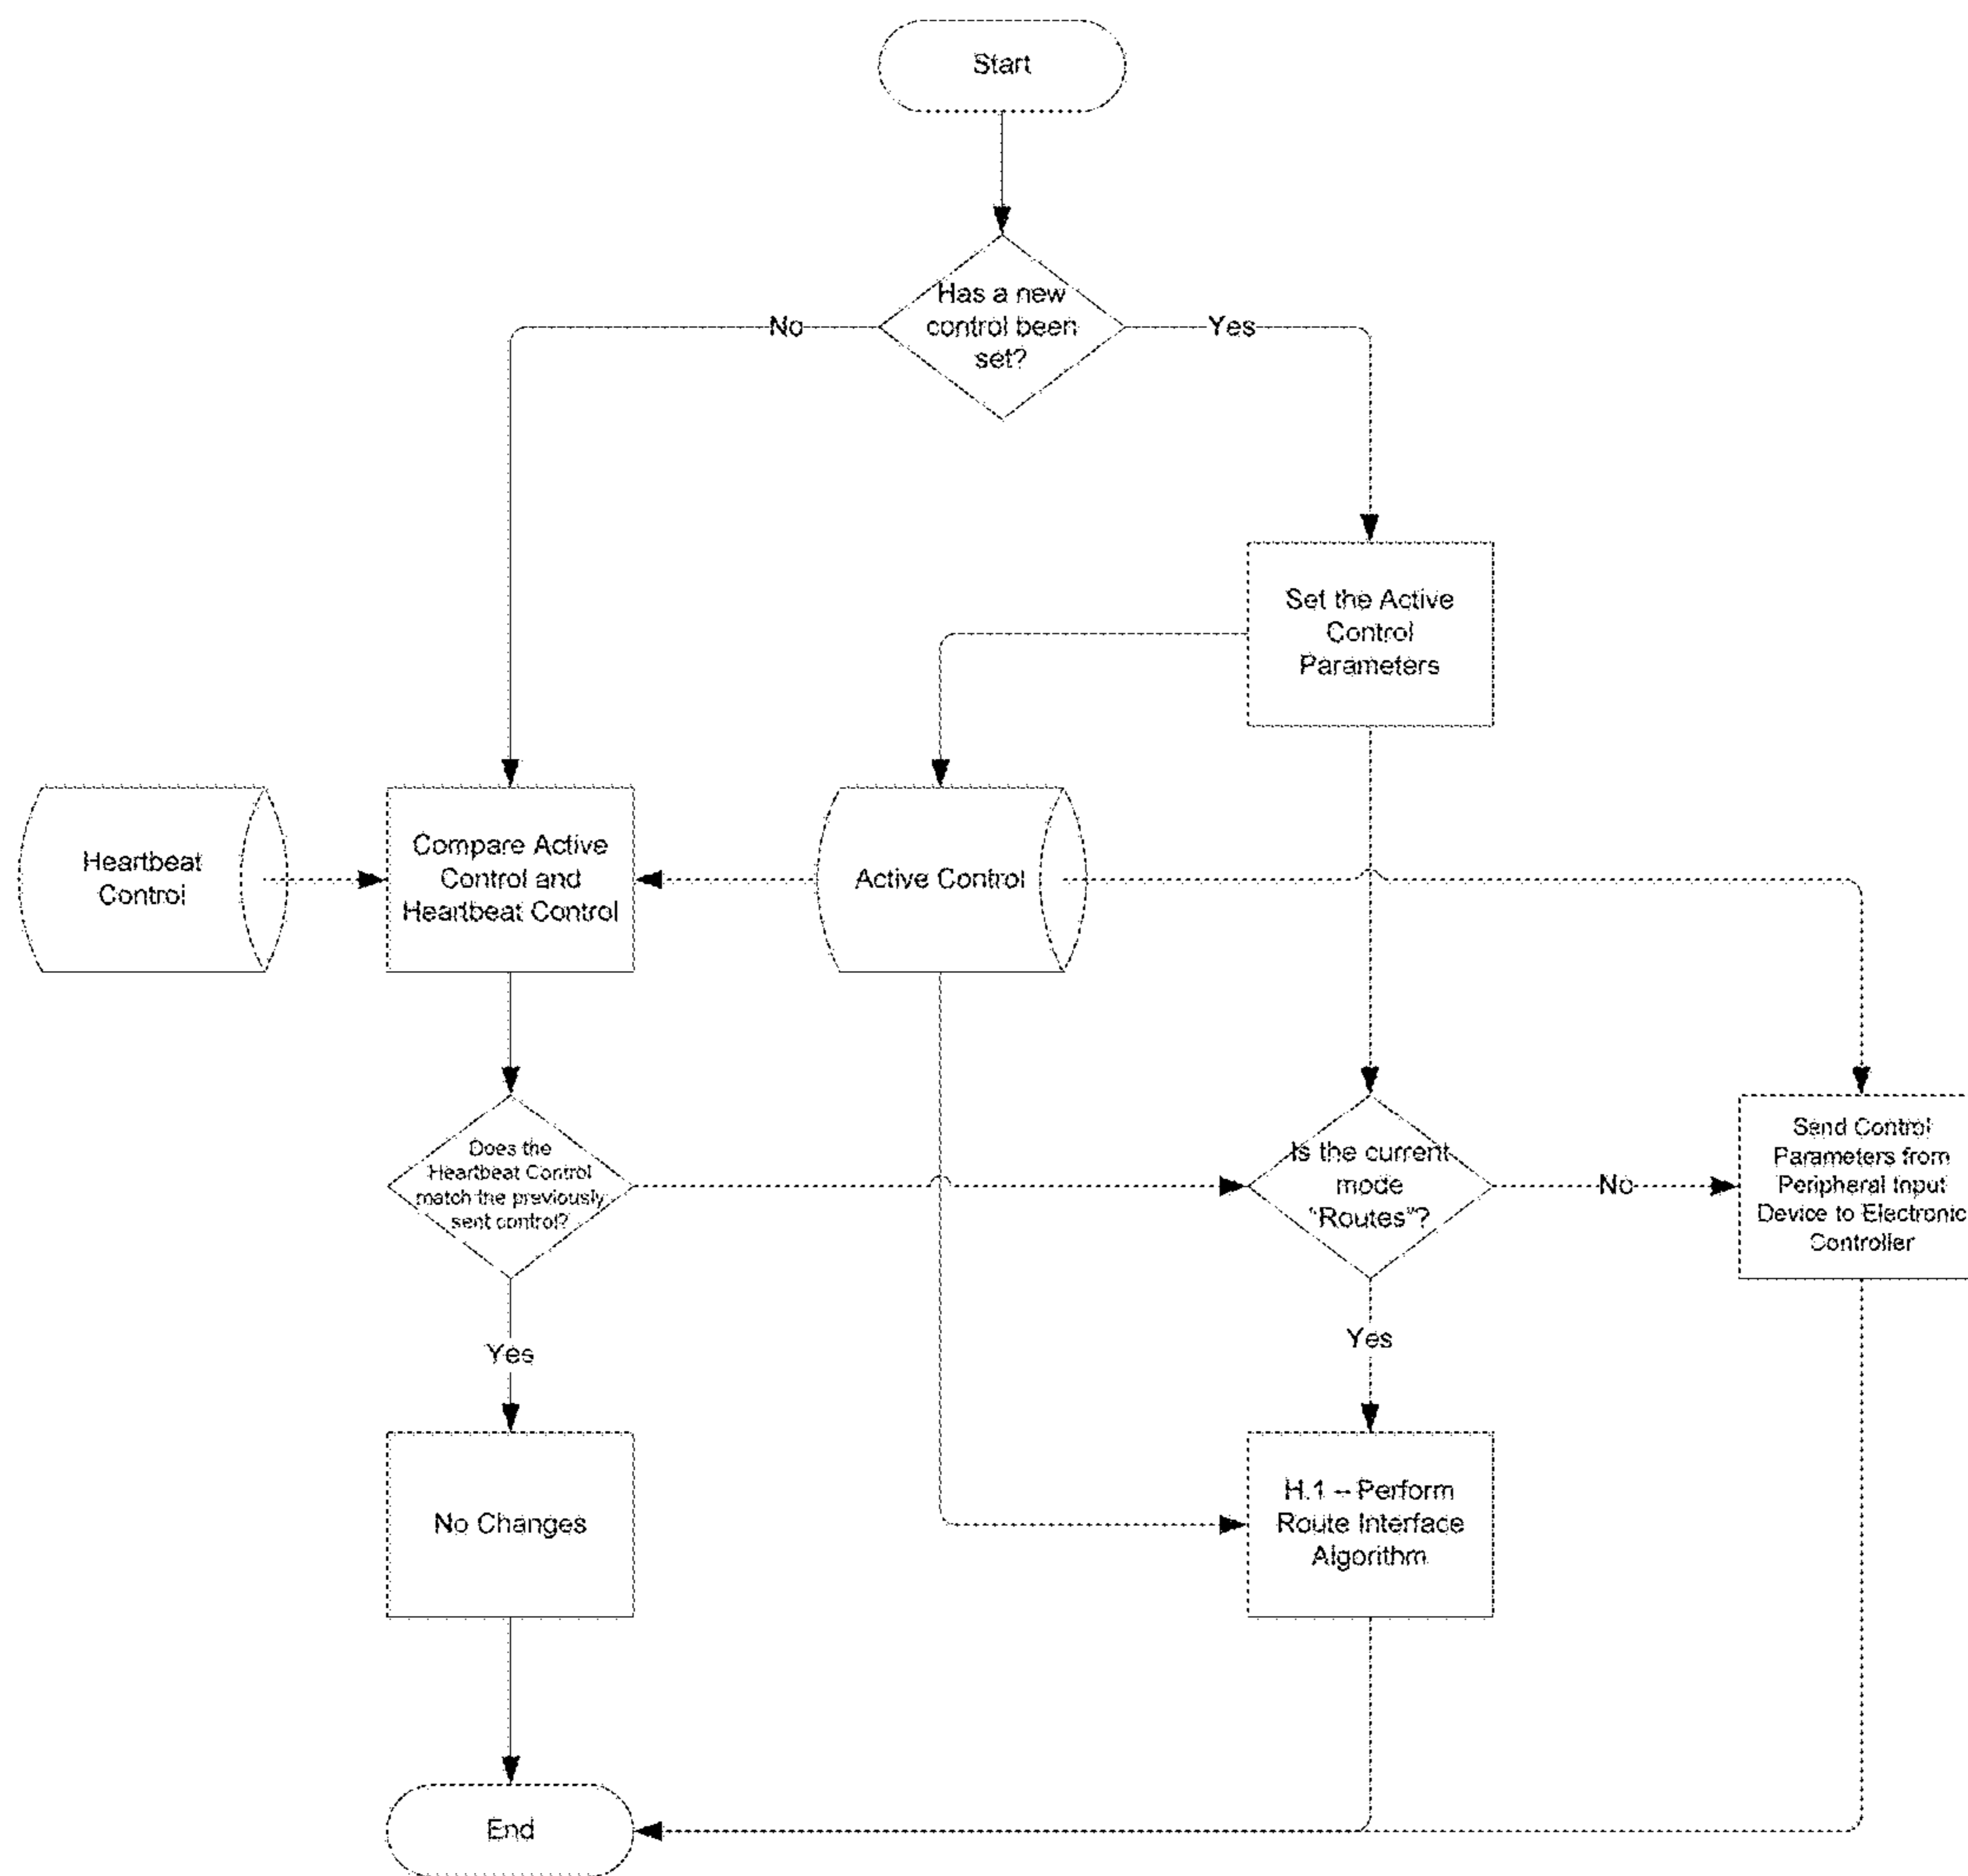 Start
Has a new
control been
set?
No
Yes
Set the Active
Control
Parameters
Heartbeat
Control
Compare Active
Control and
Heartbeat Control
Active Control
Does the
Heartbeat Control
match the previously
sent control?
Is the current
mode
"Routes"?
No
Send Control
Parameters from
Peripheral Input
Device to Electronic
Controller
Yes
Yes
No Changes
H.1 – Perform
Route Interface
Algorithm
End